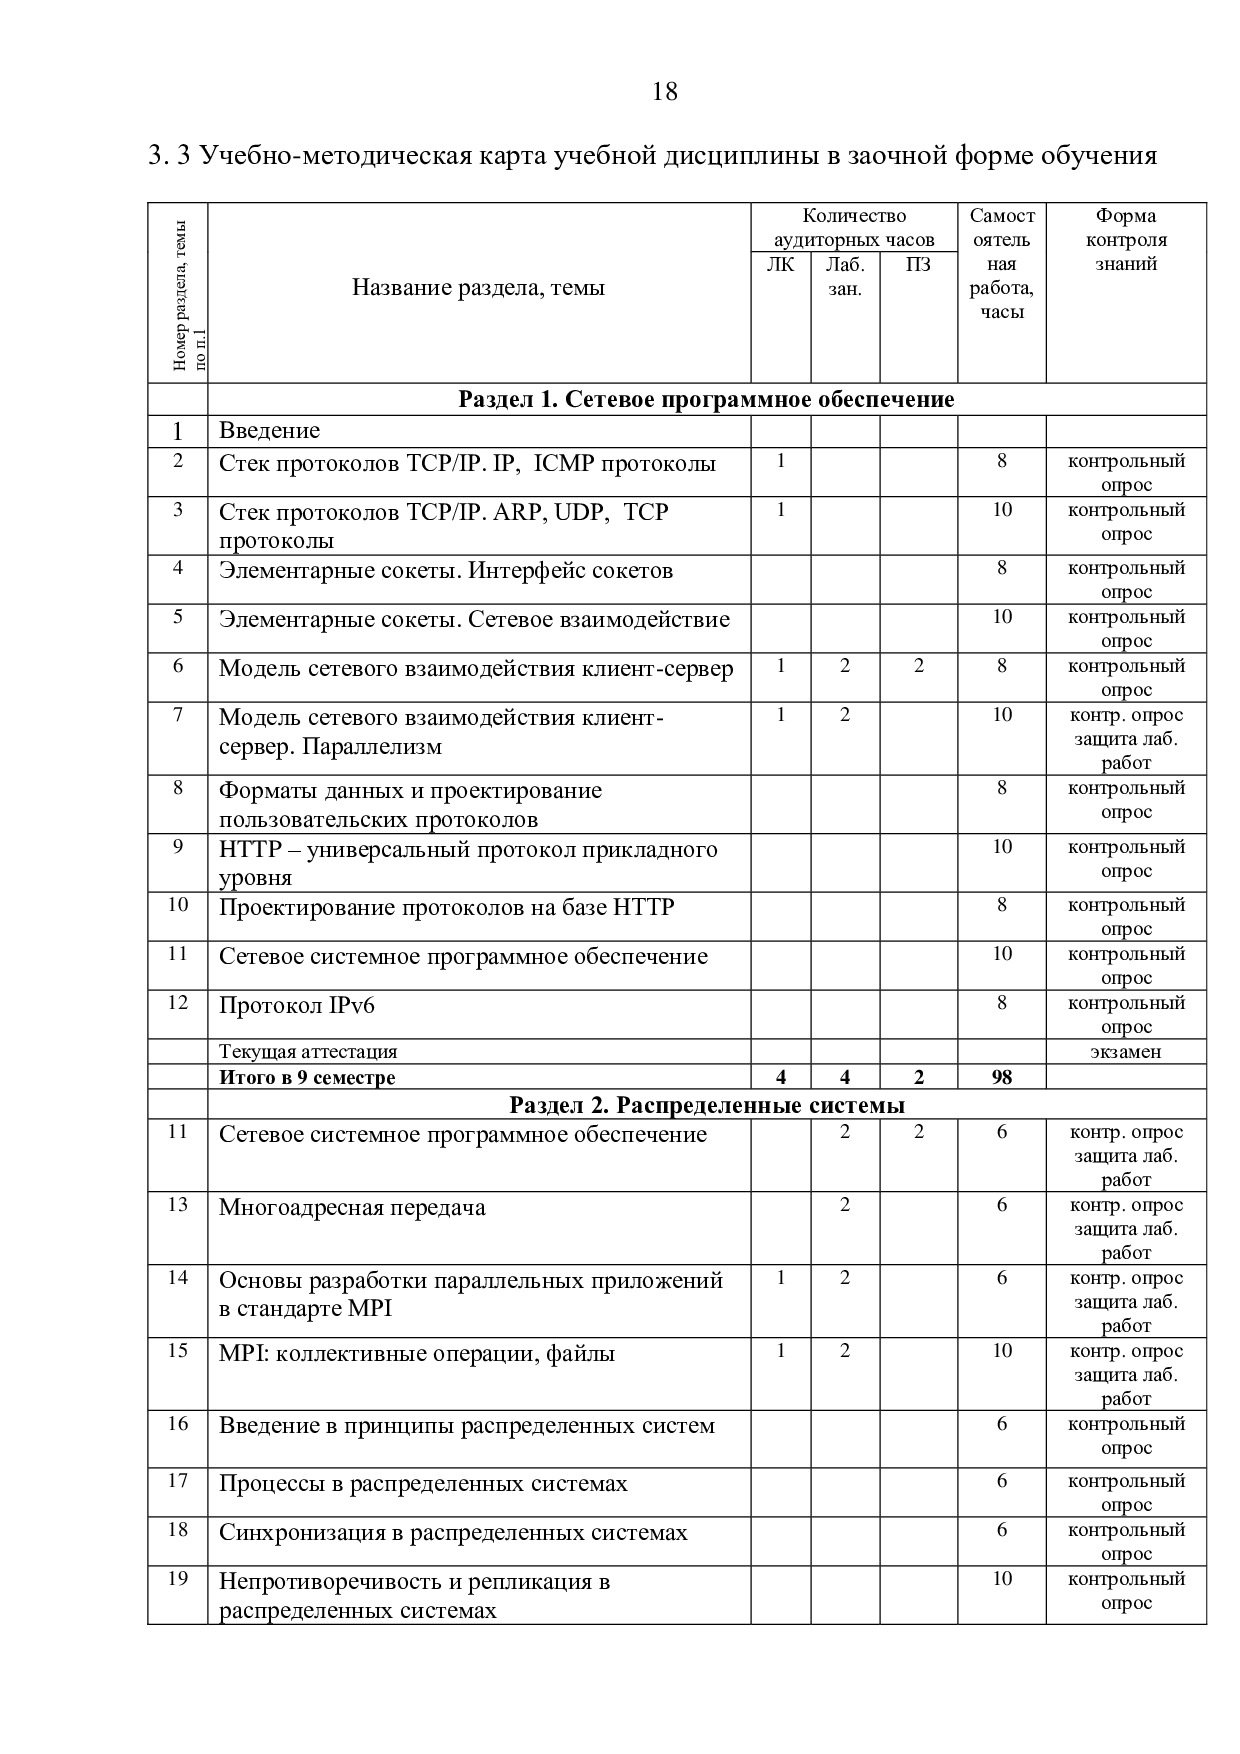 18
3. 3 Учебно-методическая карта учебной дисциплины в заочной форме обучения
Номер раздела, темы
по п.1
Название раздела, темы
Количество
аудиторных часов
ЛК
Лаб.
зан.
ПЗ
Самост
оятель
ная
работа,
часы
Форма
контроля
знаний
Раздел 1. Сетевое программное обеспечение
1 Введение
2 Стек протоколов TCP/IP. IP, ICMP протоколы 1 8 контрольный
опрос
3 Стек протоколов TCP/IP. ARP, UDP, TCP 1 10 контрольный
протоколы опрос
4 Элементарные сокеты. Интерфейс сокетов 8 контрольный
опрос
5 Элементарные сокеты. Сетевое взаимодействие 10 контрольный
опрос
6 Модель сетевого взаимодействия клиент-сервер 1 2 2 8 контрольный
опрос
7 Модель сетевого взаимодействия клиент- 1 2 10 контр. опрос
сервер. Параллелизм защита лаб.
работ
8 Форматы данных и проектирование 8 контрольный
пользовательских протоколов опрос
9 HTTP – универсальный протокол прикладного 10 контрольный
уровня опрос
10 Проектирование протоколов на базе HTTP 8 контрольный
опрос
11 Сетевое системное программное обеспечение 10 контрольный
опрос
12 Протокол IPv6 8 контрольный
опрос
Текущая аттестация экзамен
Итого в 9 семестре 4 4 2 98
Раздел 2. Распределенные системы
11 Сетевое системное программное обеспечение 2 2 6 контр. опрос
защита лаб.
работ
13 Многоадресная передача 2 6 контр. опрос
защита лаб.
работ
14 Основы разработки параллельных приложений 1 2 6 контр. опрос
в стандарте MPI защита лаб.
работ
15 MPI: коллективные операции, файлы 1 2 10 контр. опрос
защита лаб.
работ
16 Введение в принципы распределенных систем 6 контрольный
опрос
17 Процессы в распределенных системах 6 контрольный
опрос
18 Синхронизация в распределенных системах 6 контрольный
опрос
19 Непротиворечивость и репликация в 10 контрольный
распределенных системах опрос